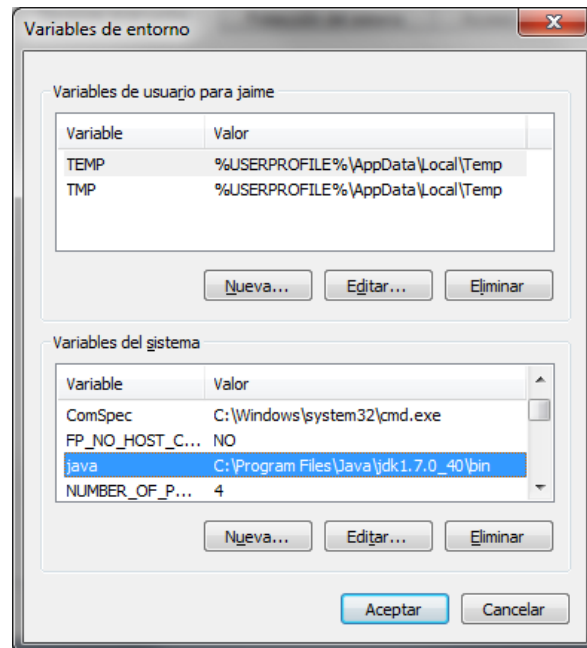 Variables de entorno
Variables de usuario para jaime
Variable Valor
TEMP %USERPROFILE%\AppData\Local\Temp
TMP %USERPROFILE%\AppData\Local\Temp
Nueva... Editar... Eliminar
Variables del sistema
Variable Valor
ComSpec C:\Windows\system32\cmd.exe
FP_NO_HOST_C... NO
java C:\Program Files\Java\jdk1.7.0_40\bin
NUMBER_OF_P... 4
Nueva... Editar... Eliminar
Aceptar Cancelar